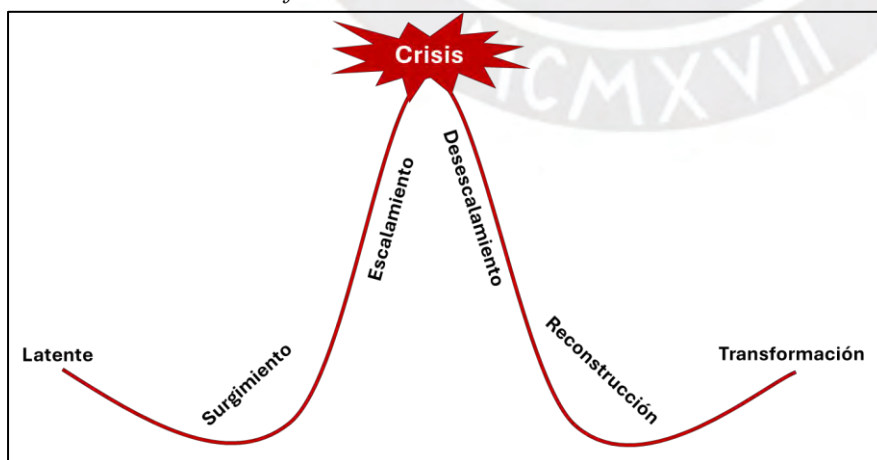 Crisis
MCMXVII
Escalamiento
Desescalamiento
Latente
Surgimiento
Reconstrucción
Transformación